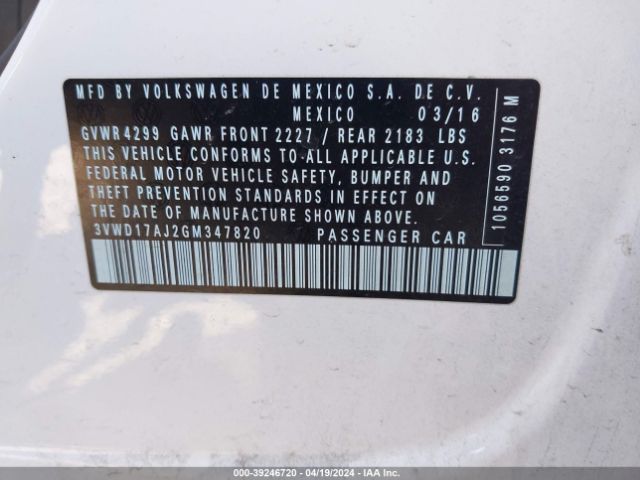 MFD BY VOLKSWAGEN DE MEXICO S.A. DE C.V.
MEXICO 03/16
GVWR 4299 GAWR FRONT 2227 / REAR 2183 LBS
THIS VEHICLE CONFORMS TO ALL APPLICABLE U.S.
FEDERAL MOTOR VEHICLE SAFETY, BUMPER AND
THEFT PREVENTION STANDARDS IN EFFECT ON
THE DATE OF MANUFACTURE SHOWN ABOVE.
3VWD17AJ2GM347820 PASSENGER CAR
1056590 3176 M
000-39246720 - 04/19/2024 - IAA Inc.